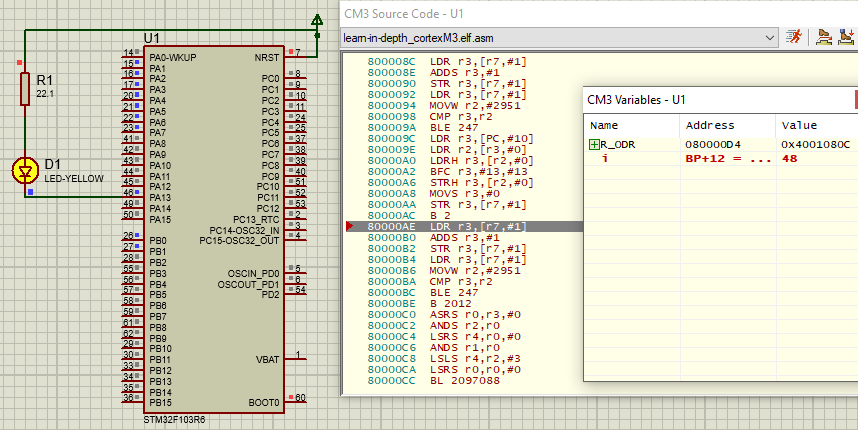 U1
14
PA0-WKUP
NRST
7
15
PA1
16
PA2
PC0
8
17
PA3
PC1
9
20
PA4
PC2
10
21
PA5
PC3
11
22
PA6
PC4
24
23
PA7
PC5
25
41
PA8
PC6
37
42
PA9
PC7
38
43
PA10
PC8
39
44
PA11
PC9
40
45
PA12
PC10
51
46
PA13
PC11
52
49
PA14
PC12
53
50
PA15
PC13_RTC
2
PC14-OSC32_IN
3
26
PB0
PC15-OSC32_OUT
4
27
PB1
PB2
PB3
OSCIN_PD0
5
PB4
OSCOUT_PD1
6
PB5
PD2
54
PB6
PB7
PB8
PB9
PB10
PB11
VBAT
1
PB12
PB13
PB14
36
PB15
BOOT0
60
STM32F103R6
R1
22.1
D1
LED-YELLOW
CM3 Source Code - U1
learn-in-depth_cortexM3.elf.asm
800008C LDR r3,[r7,#1]
800008E ADDS r3,#1
8000090 STR r3,[r7,#1]
8000092 LDR r3,[r7,#1]
8000094 MOVW r2,#2951
8000098 CMP r3,r2
800009A BLE 247
800009C LDR r3,[PC,#10]
800009E LDR r2,[r3,#0]
80000A0 LDRH r3,[r2,#0]
80000A2 BFC r3,#13,#13
80000A6 STRH r3,[r2,#0]
80000A8 MOVS r3,#0
80000AA STR r3,[r7,#1]
80000AC B 2
80000AE LDR r3,[r7,#1]
80000B0 ADDS r3,#1
80000B2 STR r3,[r7,#1]
80000B4 LDR r3,[r7,#1]
80000B6 MOVW r2,#2951
80000BA CMP r3,r2
80000BC BLE 247
80000BE B 2012
80000C0 ASRS r0,r3,#0
80000C2 ANDS r2,r0
80000C4 LSRS r4,r0,#0
80000C6 ANDS r1,r0
80000C8 LSLS r4,r2,#3
80000CA LSRS r0,r0,#0
80000CC BL 2097088
CM3 Variables - U1
Name Address Value
R_ODR 080000D4 0x4001080C
i BP+12 = ... 48